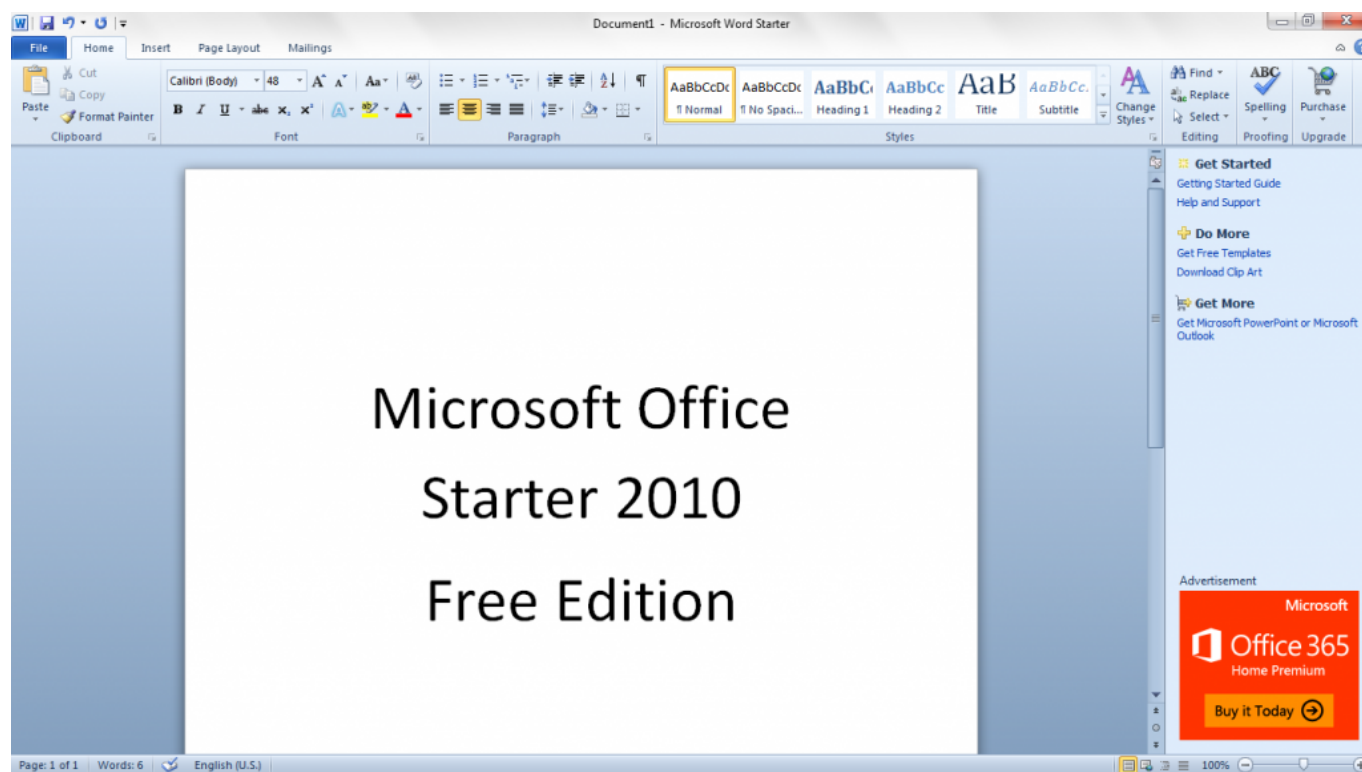 Document1 - Microsoft Word Starter
File Home Insert Page Layout Mailings
Paste
Cut
Copy
Format Painter
Clipboard
Calibri (Body) 48
Font
Paragraph
AaBbCcDc AaBbCcDc AaBbC AaBbCc AaB AaBbCc.
¶ Normal ¶ No Spaci... Heading 1 Heading 2 Title Subtitle
Change Styles
Styles
Find
Replace
Select
Editing
ABC
Spelling
Proofing
Purchase
Upgrade
Get Started
Getting Started Guide
Help and Support
Do More
Get Free Templates
Download Clip Art
Get More
Get Microsoft PowerPoint or Microsoft
Outlook
Microsoft Office
Starter 2010
Free Edition
Advertisement
Microsoft
Office 365
Home Premium
Buy it Today
Page: 1 of 1 Words: 6 English (U.S.) 100%